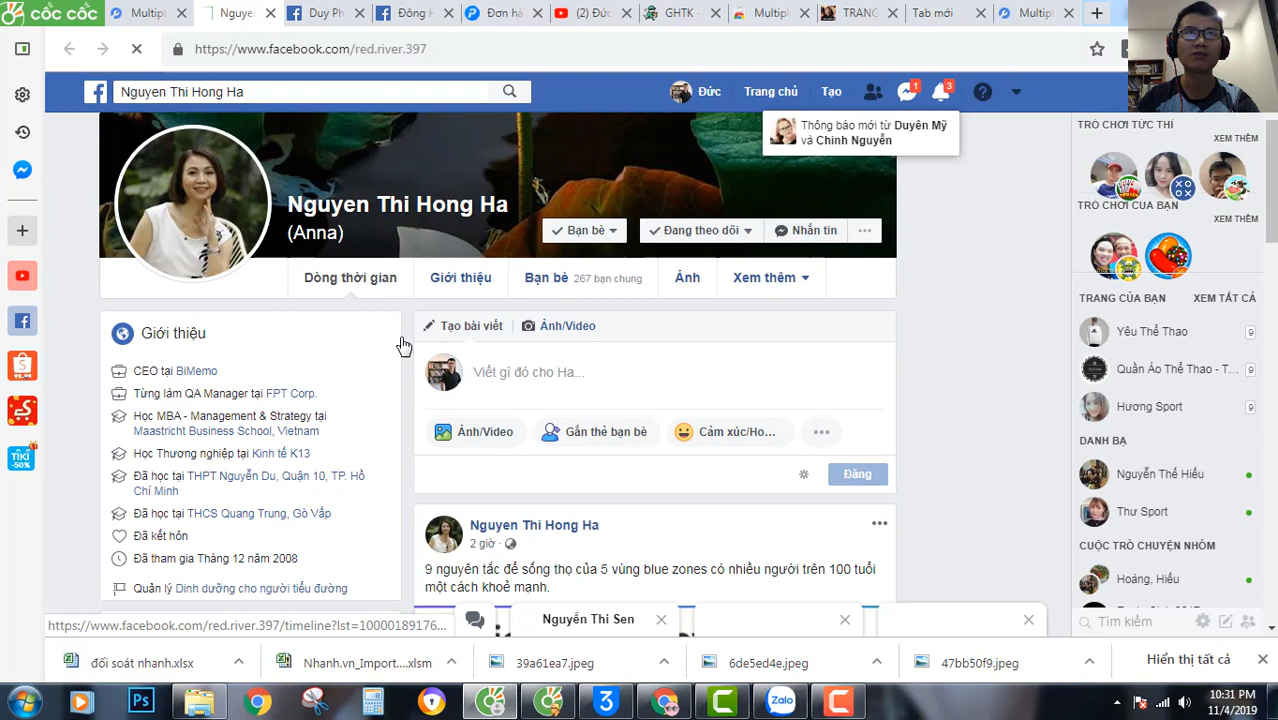 cốc cốc
Multipl
Nguyen
Duy Ph
Đông H
Đơn hà
(2) Đức
GHTK -
Multipl
TRANG
Tab mới
Multipl
https://www.facebook.com/red.river.397
Nguyen Thi Hong Ha
Đức
Trang chủ
Tạo
1
3
Thông báo mới từ Duyên Mỹ
và Chinh Nguyễn
Nguyen Thi Hong Ha
(Anna)
Bạn bè
Đang theo dõi
Nhắn tin
Dòng thời gian
Giới thiệu
Bạn bè 267 bạn chung
Ảnh
Xem thêm
Giới thiệu
CEO tại BiMemo
Từng làm QA Manager tại FPT Corp.
Học MBA - Management & Strategy tại
Maastricht Business School, Vietnam
Học Thương nghiệp tại Kinh tế K13
Đã học tại THPT Nguyễn Du, Quận 10, TP. Hồ
Chí Minh
Đã học tại THCS Quang Trung, Gò Vấp
Đã kết hôn
Đã tham gia Tháng 12 năm 2008
Quản lý Dinh dưỡng cho người tiểu đường
Tạo bài viết
Ảnh/Video
Viết gì đó cho Ha...
Ảnh/Video
Gắn thẻ bạn bè
Cảm xúc/Ho...
Đăng
Nguyen Thi Hong Ha
2 giờ
9 nguyên tắc để sống thọ của 5 vùng blue zones có nhiều người trên 100 tuổi
một cách khoẻ mạnh.
TRÒ CHƠI TỨC THÌ
XEM THÊM
TRÒ CHƠI CỦA BẠN
XEM THÊM
TRANG CỦA BẠN
XEM TẤT CẢ
Yêu Thể Thao
9
Quần Áo Thể Thao - T...
9
Hương Sport
9
DANH BẠ
Nguyễn Thế Hiếu
Thư Sport
CUỘC TRÒ CHUYỆN NHÓM
Hoảng, Hiếu
Tìm kiếm
Nguyễn Thi Sen
https://www.facebook.com/red.river.397/timeline?lst=10000189176...
TIKI
-50%
đối soát nhanh.xlsx
Nhanh.vn_Import....xlsm
39a61ea7.jpeg
6de5ed4e.jpeg
47bb50f9.jpeg
Hiển thị tất cả
Ps
3
Zalo
10:31 PM
11/4/2019